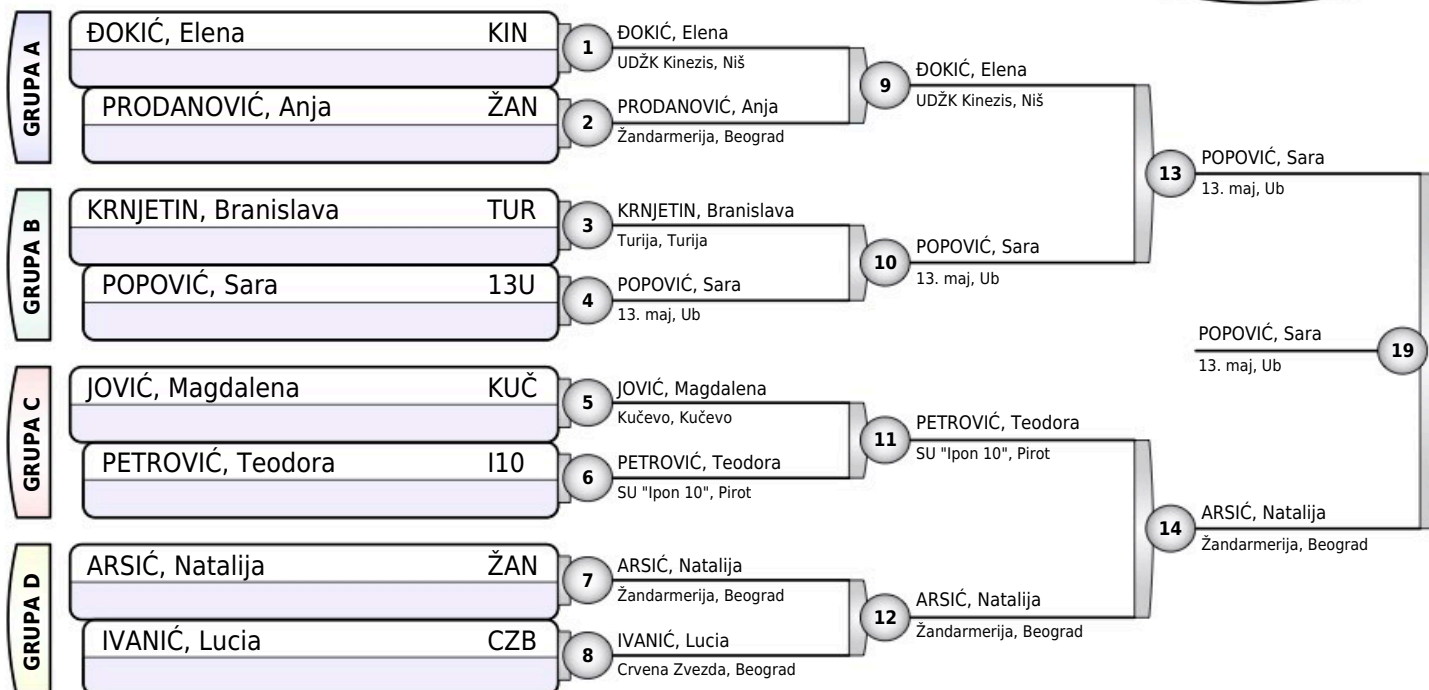 GRUPA A
ĐOKIĆ, Elena KIN
PRODANOVIĆ, Anja ŽAN
GRUPA B
KRNJETIN, Branislava TUR
POPOVIĆ, Sara 13U
GRUPA C
JOVIĆ, Magdalena KUČ
PETROVIĆ, Teodora I10
GRUPA D
ARSIĆ, Natalija ŽAN
IVANIĆ, Lucia CZB
1
ĐOKIĆ, Elena
UDŽK Kinezis, Niš
2
PRODANOVIĆ, Anja
Žandarmerija, Beograd
3
KRNJETIN, Branislava
Turija, Turija
4
POPOVIĆ, Sara
13. maj, Ub
5
JOVIĆ, Magdalena
Kučevo, Kučevo
6
PETROVIĆ, Teodora
SU "Ipon 10", Pirot
7
ARSIĆ, Natalija
Žandarmerija, Beograd
8
IVANIĆ, Lucia
Crvena Zvezda, Beograd
9
ĐOKIĆ, Elena
UDŽK Kinezis, Niš
10
POPOVIĆ, Sara
13. maj, Ub
11
PETROVIĆ, Teodora
SU "Ipon 10", Pirot
12
ARSIĆ, Natalija
Žandarmerija, Beograd
13
POPOVIĆ, Sara
13. maj, Ub
14
ARSIĆ, Natalija
Žandarmerija, Beograd
POPOVIĆ, Sara
13. maj, Ub
19